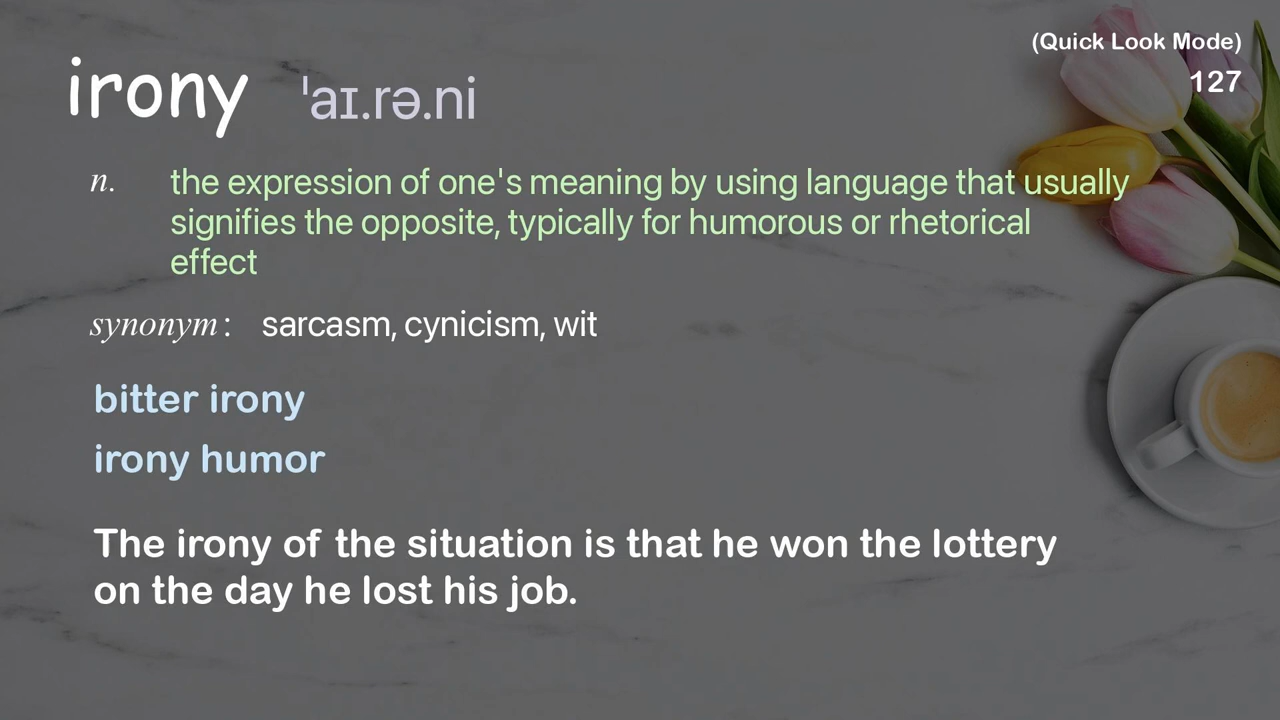 (Quick Look Mode)
127
irony ˈaɪ.rə.ni
n. the expression of one's meaning by using language that usually
signifies the opposite, typically for humorous or rhetorical
effect
synonym: sarcasm, cynicism, wit
bitter irony
irony humor
The irony of the situation is that he won the lottery
on the day he lost his job.